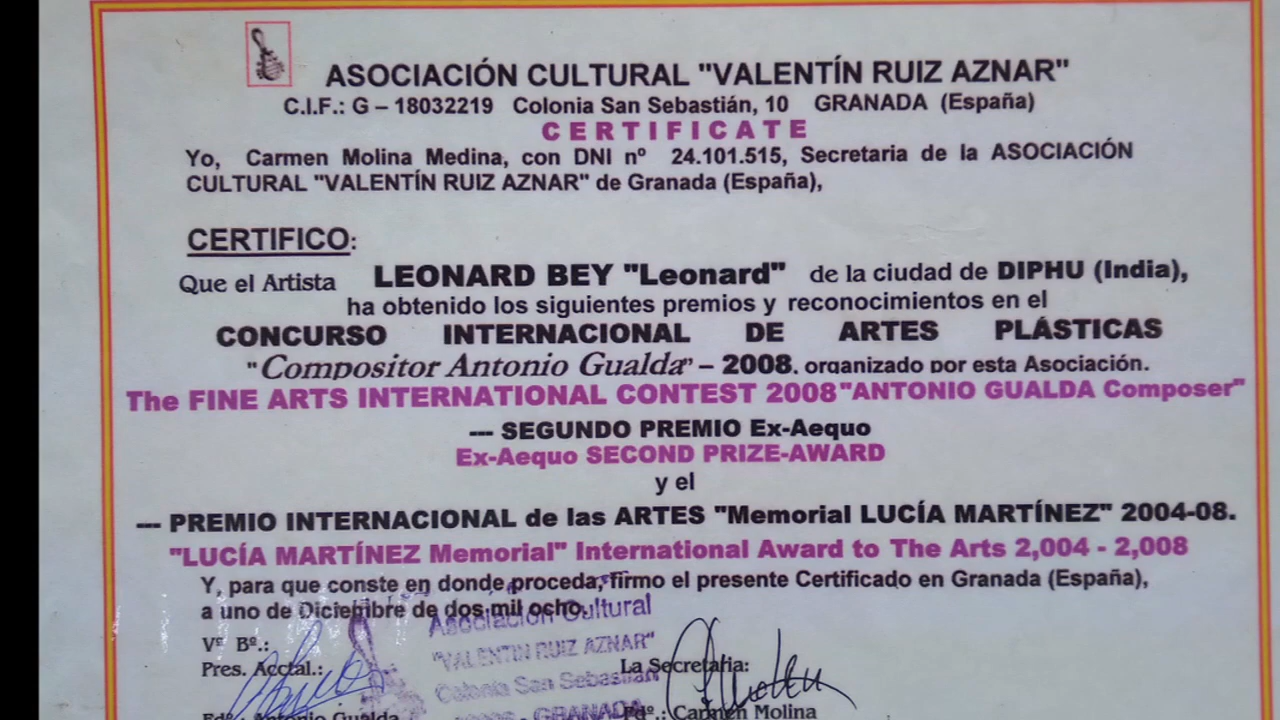 ASOCIACIÓN CULTURAL "VALENTÍN RUIZ AZNAR"
C.I.F.: G – 18032219 Colonia San Sebastián, 10 GRANADA (España)
CERTIFICATE
Yo, Carmen Molina Medina, con DNI nº 24.101.515, Secretaria de la ASOCIACIÓN
CULTURAL "VALENTÍN RUIZ AZNAR" de Granada (España),
CERTIFICO:
Que el Artista LEONARD BEY "Leonard" de la ciudad de DIPHU (India),
ha obtenido los siguientes premios y reconocimientos en el
CONCURSO INTERNACIONAL DE ARTES PLÁSTICAS
"Compositor Antonio Gualda" – 2008, organizado por esta Asociación.
The FINE ARTS INTERNATIONAL CONTEST 2008 "ANTONIO GUALDA Composer"
--- SEGUNDO PREMIO Ex-Aequo
Ex-Aequo SECOND PRIZE-AWARD
y el
--- PREMIO INTERNACIONAL de las ARTES "Memorial LUCÍA MARTÍNEZ" 2004-08.
"LUCÍA MARTÍNEZ Memorial" International Award to The Arts 2,004 - 2,008
Y, para que conste en donde proceda, firmo el presente Certificado en Granada (España),
a uno de Diciembre de dos mil ocho.
Asociación Cultural
Vº Bº.:
"VALENTIN RUIZ AZNAR"
Pres. Acctal.: La Secretaria:
Colonia San Sebastián
GRANADA
Fdº.: Antonio Gualda Fdº.: Carmen Molina